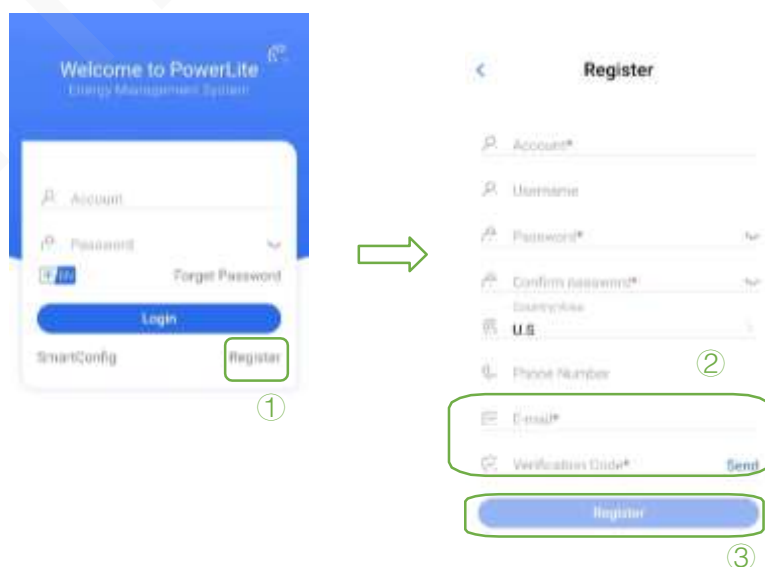 Welcome to PowerLite
Energy Management System
Account
Password
中 EN
Forget Password
Login
SmartConfig
Register
①
Register
Account*
Username
Password*
Confirm password*
Country/Area
U.S
Phone Number
②
E-mail*
Verification Code*
Send
Register
③